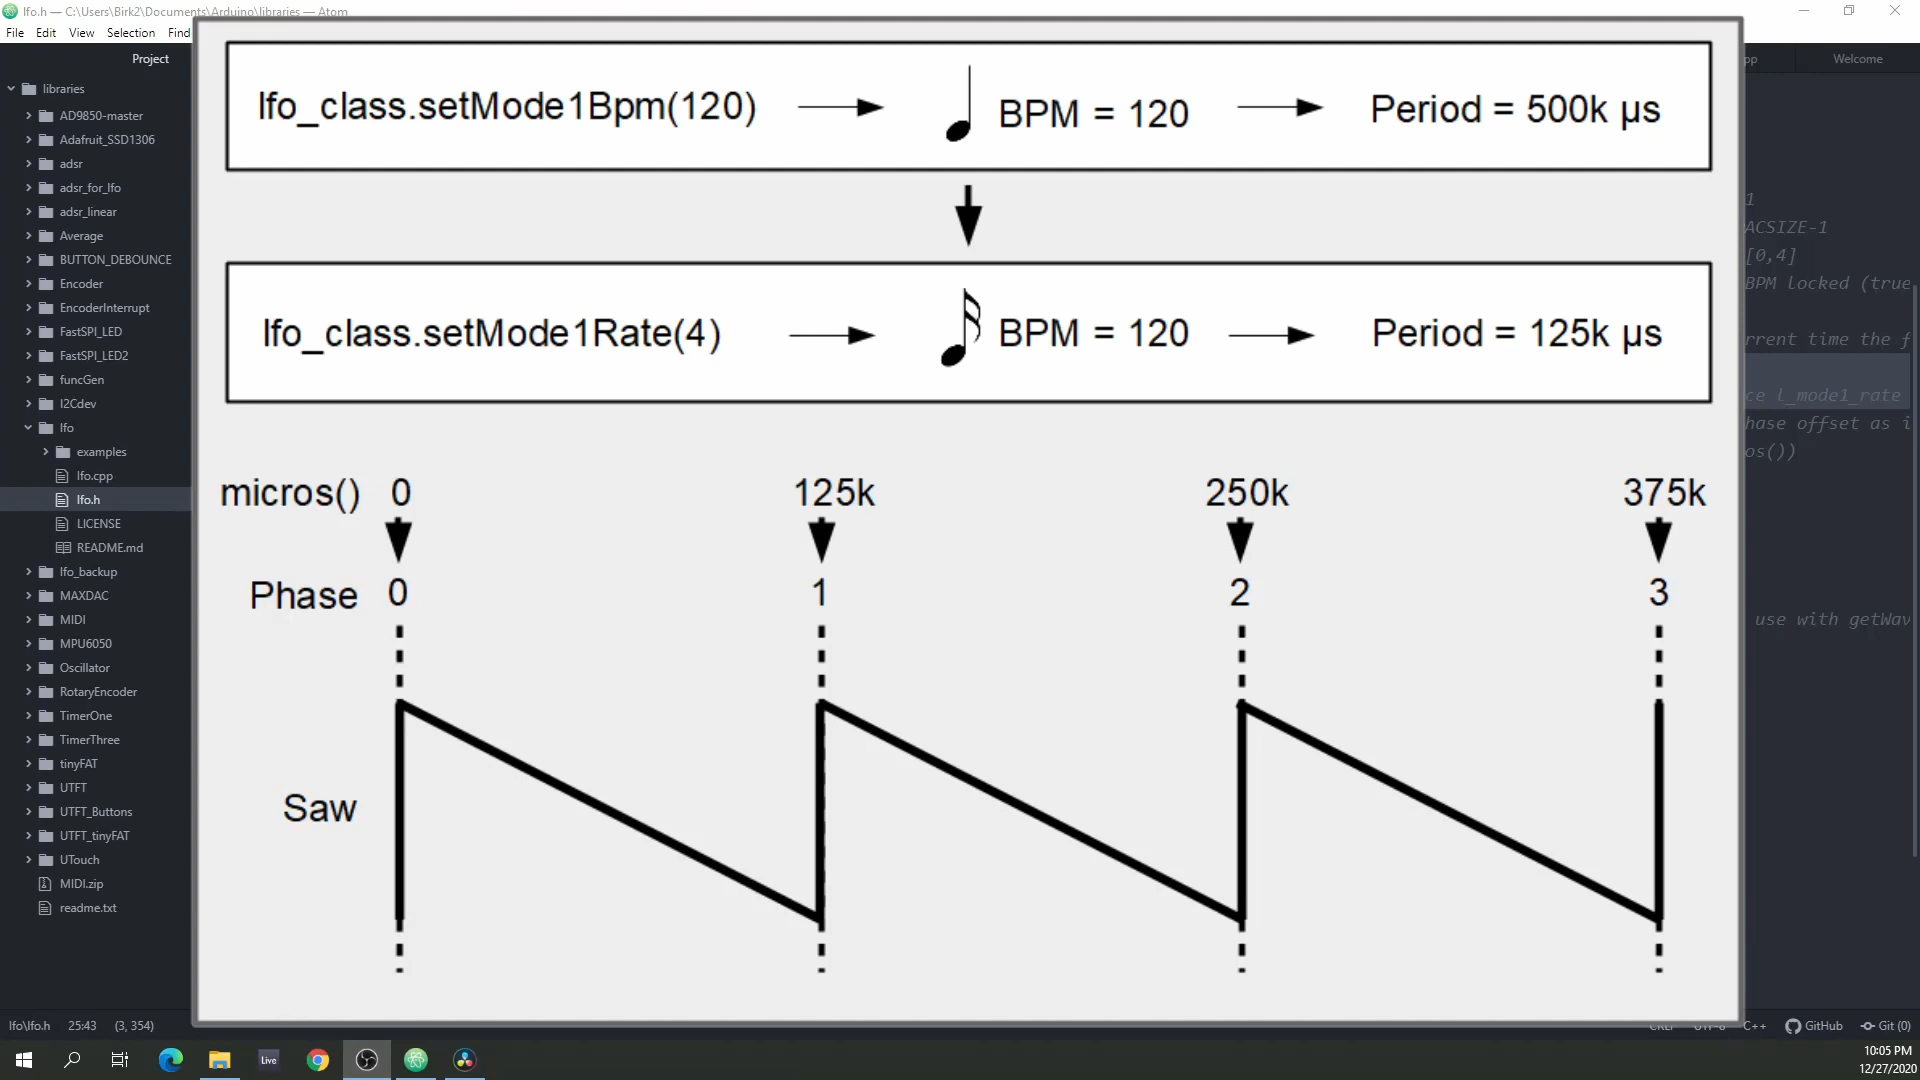 lfo.h — C:\Users\Birk2\Documents\Arduino\libraries — Atom
File Edit View Selection Find
Project
Welcome
libraries
AD9850-master
Adafruit_SSD1306
adsr
adsr_for_lfo
adsr_linear
Average
BUTTON_DEBOUNCE
Encoder
EncoderInterrupt
FastSPI_LED
FastSPI_LED2
funcGen
I2Cdev
lfo
examples
lfo.cpp
lfo.h
LICENSE
README.md
lfo_backup
MAXDAC
MIDI
MPU6050
Oscillator
RotaryEncoder
TimerOne
TimerThree
tinyFAT
UTFT
UTFT_Buttons
UTFT_tinyFAT
UTouch
MIDI.zip
readme.txt
lfo_class.setMode1Bpm(120) BPM = 120 Period = 500k µs
lfo_class.setMode1Rate(4) BPM = 120 Period = 125k µs
micros() 0 125k 250k 375k
Phase 0 1 2 3
Saw
1
ACSIZE-1
[0,4]
BPM locked (true
rrent time the f
ce l_mode1_rate
hase offset as i
os())
use with getWav
lfo\lfo.h 25:43 (3, 354)
CRLF UTF-8 C++ GitHub Git (0)
Live
10:05 PM
12/27/2020